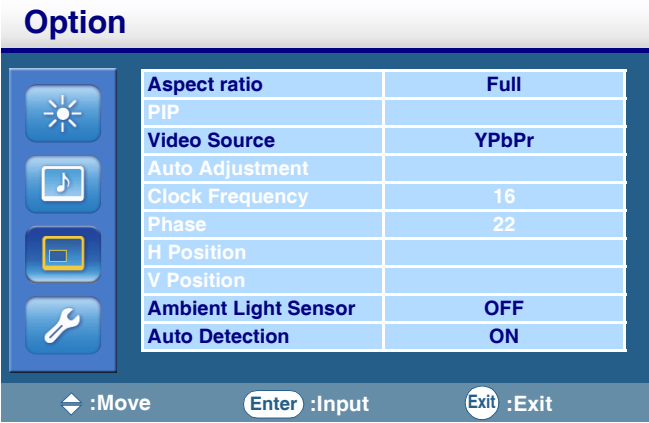 Option
Aspect ratio Full
PIP
Video Source YPbPr
Auto Adjustment
Clock Frequency 16
Phase 22
H Position
V Position
Ambient Light Sensor OFF
Auto Detection ON
:Move Enter :Input Exit :Exit